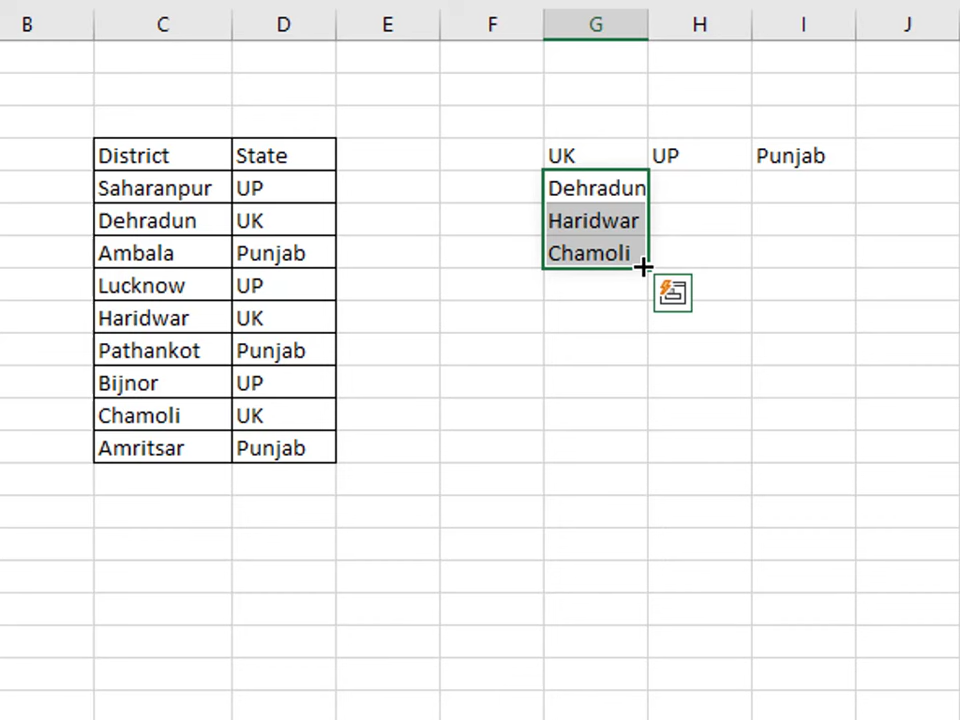 B C D E F G H I J
District State UK UP Punjab
Saharanpur UP Dehradun
Dehradun UK Haridwar
Ambala Punjab Chamoli
Lucknow UP
Haridwar UK
Pathankot Punjab
Bijnor UP
Chamoli UK
Amritsar Punjab